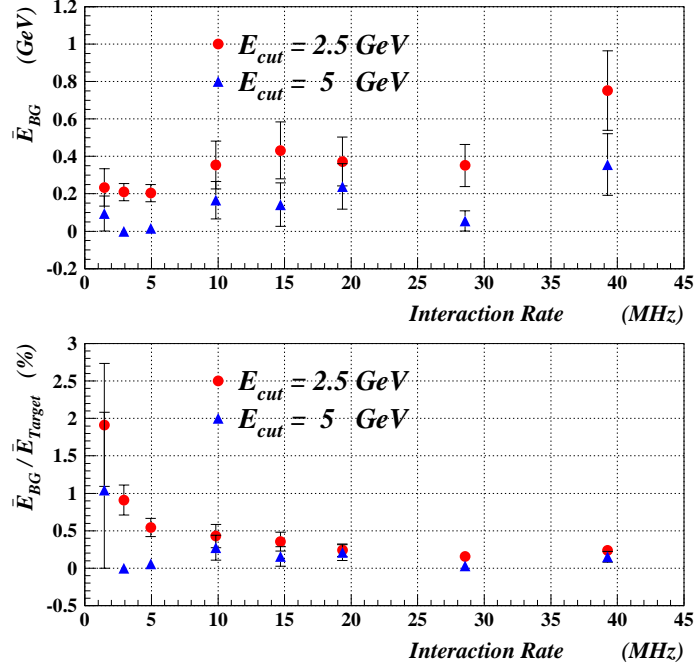 Ē_BG (GeV)
1.2
1
0.8
0.6
0.4
0.2
0
-0.2
E_cut = 2.5 GeV
E_cut = 5 GeV
0 5 10 15 20 25 30 35 40 45
Interaction Rate (MHz)
Ē_BG / Ē_Target (%)
3
2.5
2
1.5
1
0.5
0
-0.5
E_cut = 2.5 GeV
E_cut = 5 GeV
0 5 10 15 20 25 30 35 40 45
Interaction Rate (MHz)